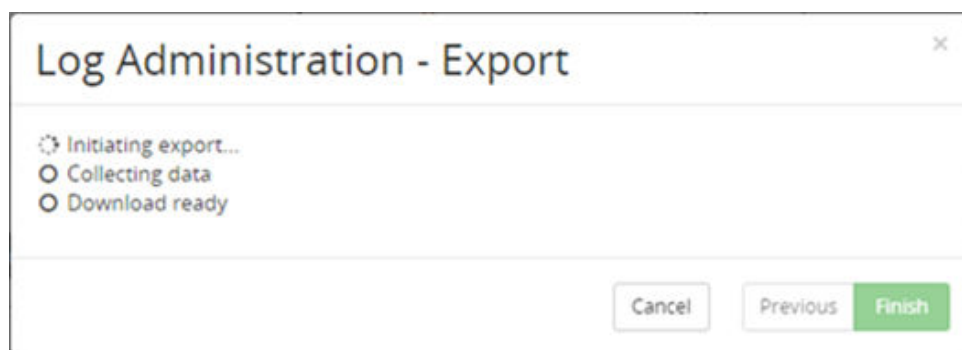 Log Administration - Export
Initiating export...
Collecting data
Download ready
Cancel
Previous
Finish